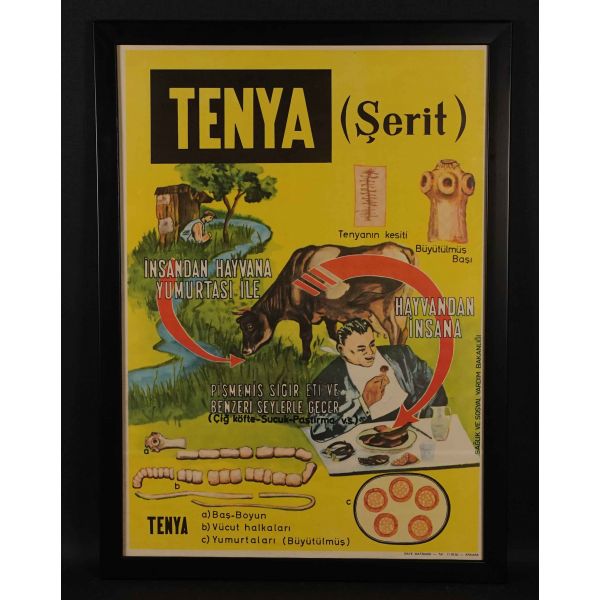 TENYA (Şerit)
Tenyanın kesiti
Büyütülmüş
Başı
İNSANDAN HAYVANA
YUMURTASI İLE
HAYVANDAN
İNSANA
PİŞMEMİŞ SIĞIR ETİ VE
BENZERİ ŞEYLERLE GEÇER
(Çiğ köfte-Sucuk-Pastırma v.s.)
SAĞLIK VE SOSYAL YARDIM BAKANLIĞI
a
b
c
TENYA
a) Baş-Boyun
b) Vücut halkaları
c) Yumurtaları (Büyütülmüş)